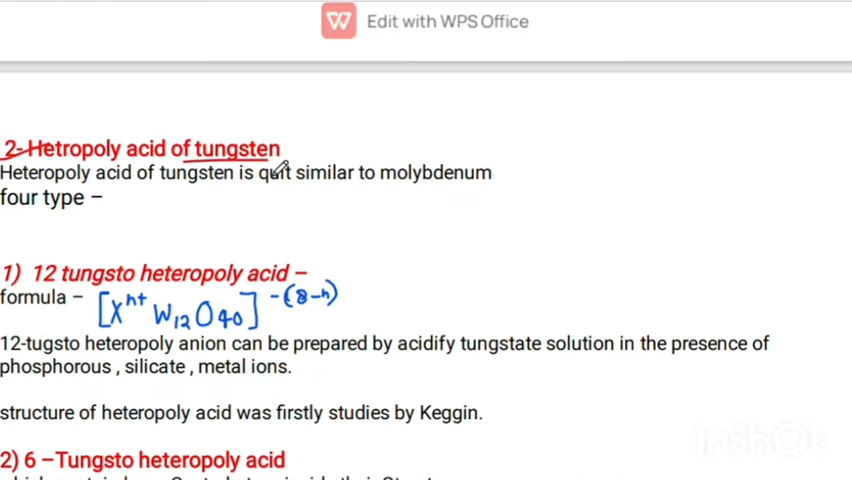 Edit with WPS Office
2- Hetropoly acid of tungsten
Heteropoly acid of tungsten is quit similar to molybdenum
four type –
1) 12 tungsto heteropoly acid –
formula – [Xⁿ⁺ W₁₂O₄₀]⁻⁽⁸⁻ⁿ⁾
12-tugsto heteropoly anion can be prepared by acidify tungstate solution in the presence of
phosphorous , silicate , metal ions.
structure of heteropoly acid was firstly studies by Keggin.
2) 6 –Tungsto heteropoly acid
InShOt